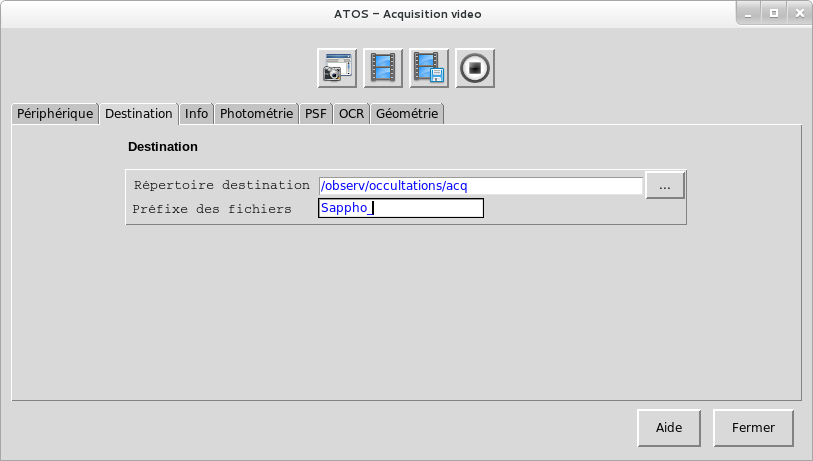 ATOS - Acquisition video
Périphérique Destination Info Photométrie PSF OCR Géométrie
Destination
Répertoire destination /observ/occultations/acq ...
Préfixe des fichiers Sappho_
Aide Fermer